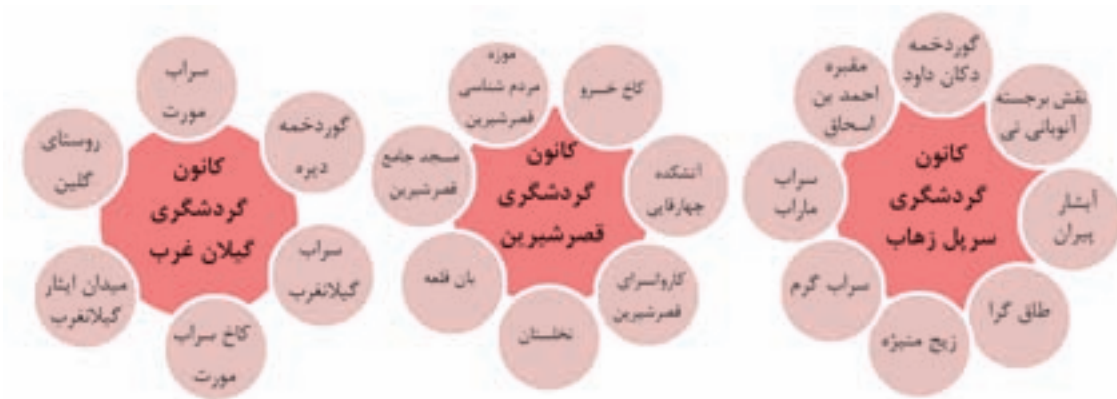 کانون
گردشگری
سرپل زهاب
گوردخمه
دکان داود
نقش برجسته
آنوبانی نی
آبشار
پیران
طاق گرا
زیج منیژه
سراب گرم
سراب
ماراب
مقبره
احمد بن
اسحاق
کانون
گردشگری
قصرشیرین
کاخ خسرو
آتشکده
چهارقاپی
کاروانسرای
قصرشیرین
نخلستان
بان قلعه
مسجد جامع
قصرشیرین
موزه
مردم شناسی
قصرشیرین
کانون
گردشگری
گیلان غرب
سراب
مورت
گوردخمه
دیره
سراب
گیلانغرب
کاخ سراب
مورت
میدان ایثار
گیلانغرب
روستای
گلین